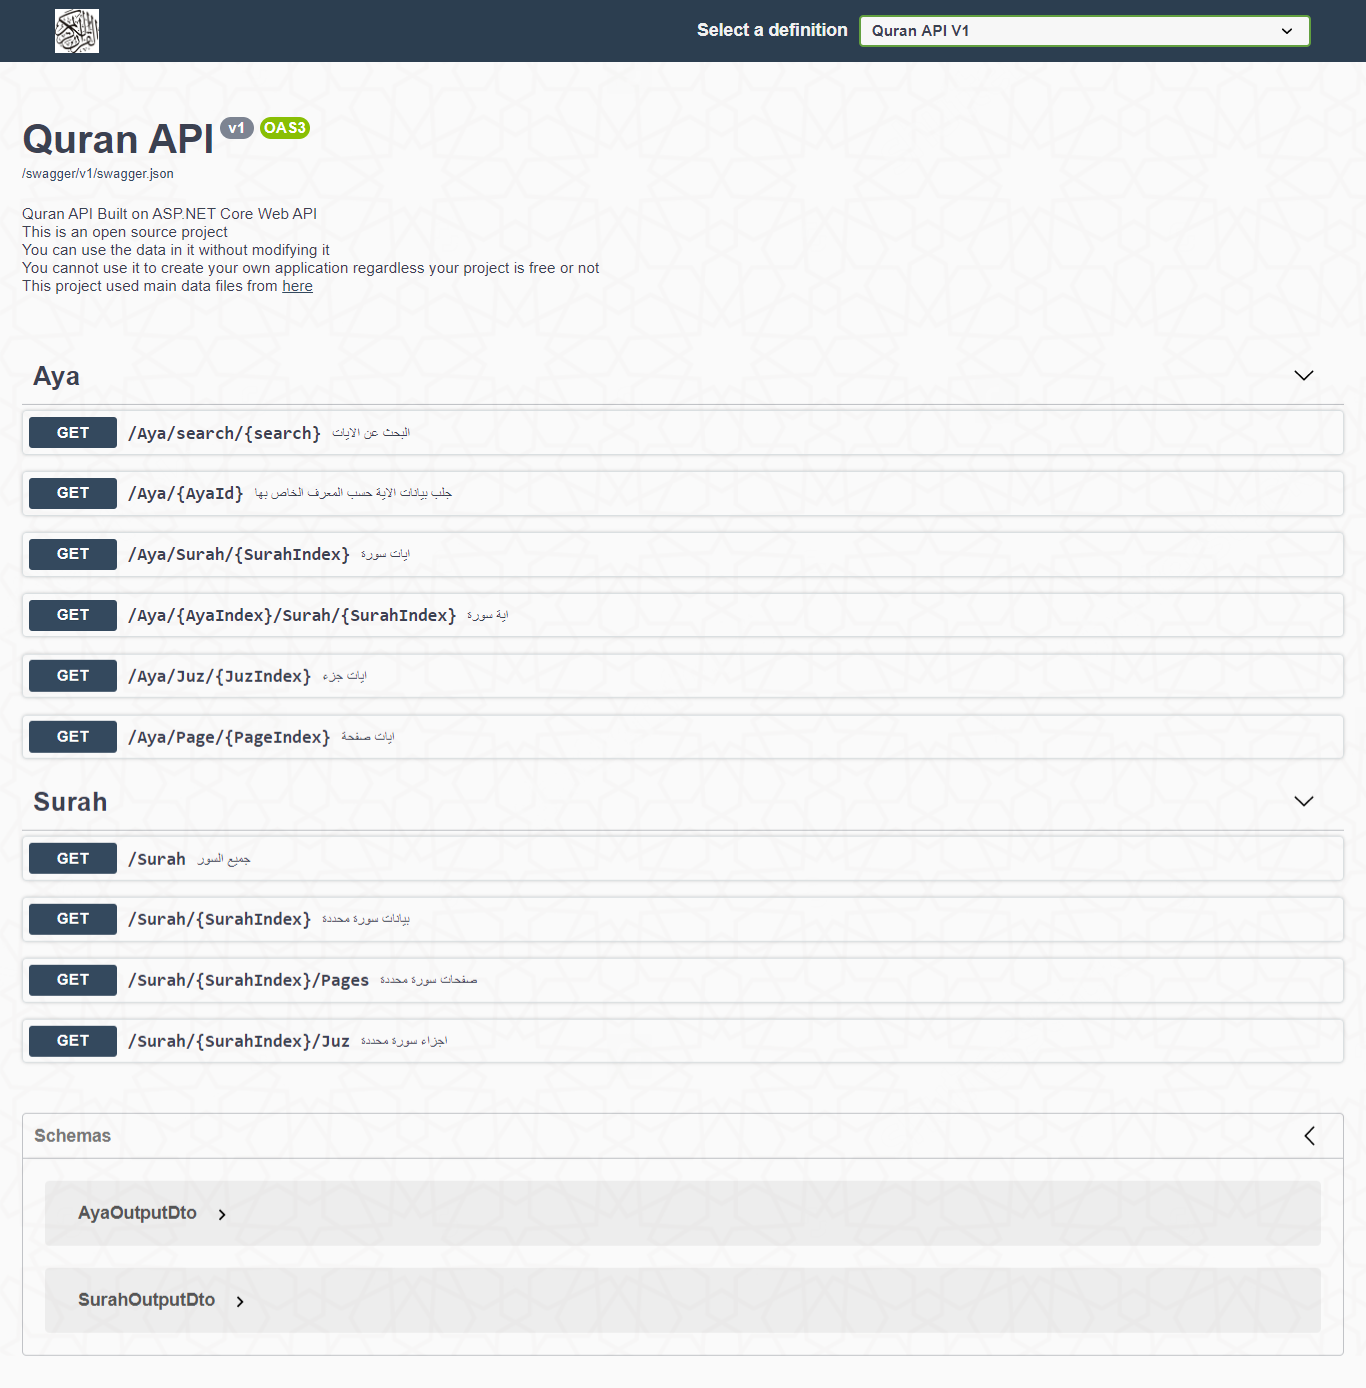 Select a definition
Quran API V1
Quran API v1 OAS3
/swagger/v1/swagger.json
Quran API Built on ASP.NET Core Web API
This is an open source project
You can use the data in it without modifying it
You cannot use it to create your own application regardless your project is free or not
This project used main data files from here
Aya
GET /Aya/search/{search} البحث عن الايات
GET /Aya/{AyaId} جلب بيانات الاية حسب المعرف الخاص بها
GET /Aya/Surah/{SurahIndex} ايات سورة
GET /Aya/{AyaIndex}/Surah/{SurahIndex} اية سورة
GET /Aya/Juz/{JuzIndex} ايات جزء
GET /Aya/Page/{PageIndex} ايات صفحة
Surah
GET /Surah جميع السور
GET /Surah/{SurahIndex} بيانات سورة محددة
GET /Surah/{SurahIndex}/Pages صفحات سورة محددة
GET /Surah/{SurahIndex}/Juz اجزاء سورة محددة
Schemas
AyaOutputDto
SurahOutputDto